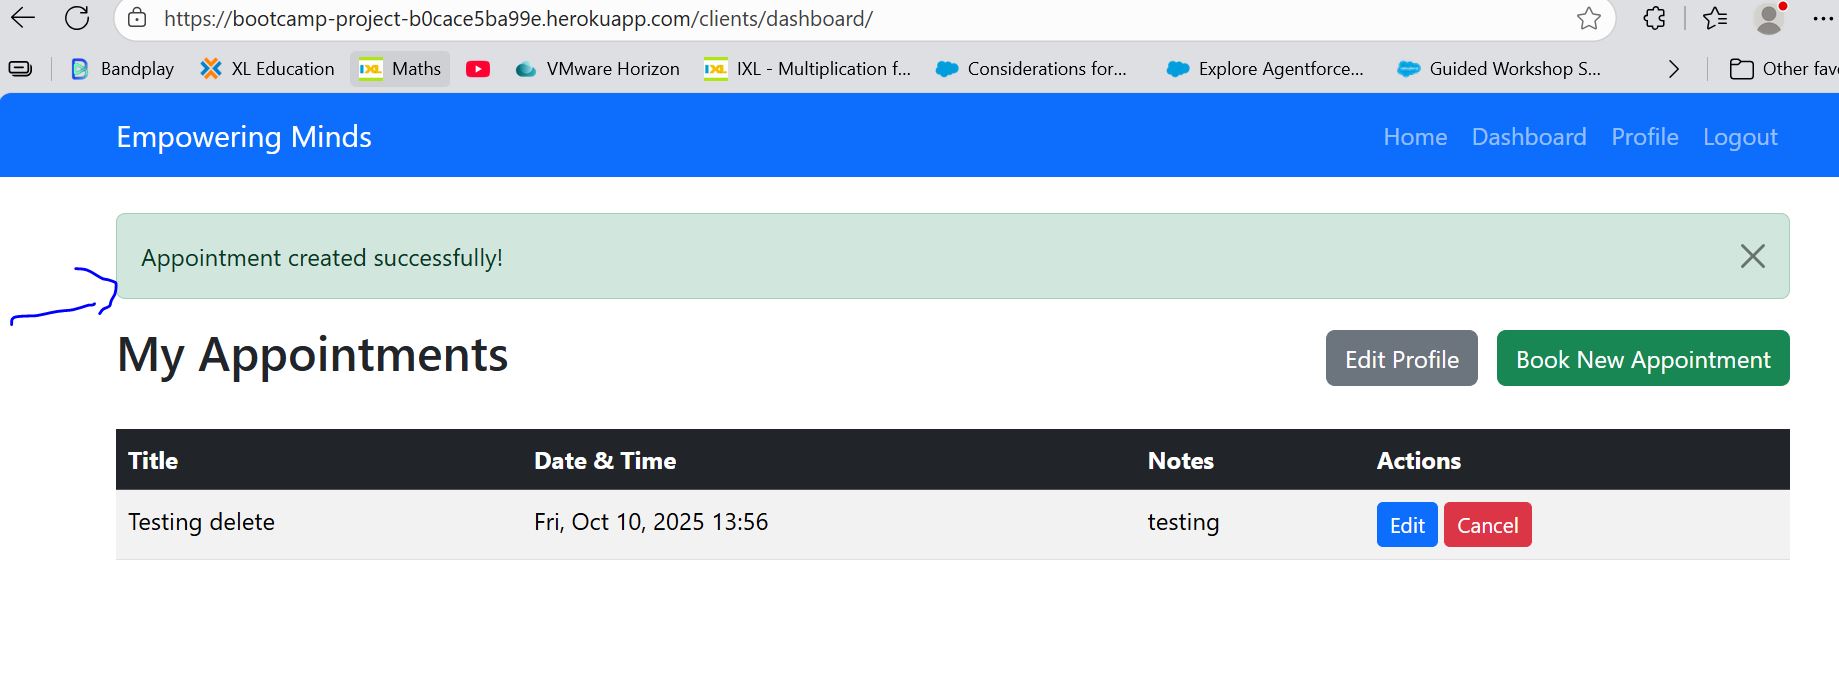 https://bootcamp-project-b0cace5ba99e.herokuapp.com/clients/dashboard/
Bandplay XL Education IXL Maths VMware Horizon IXL IXL - Multiplication f... Considerations for... Explore Agentforce... Guided Workshop S... Other fav
Empowering Minds Home Dashboard Profile Logout
Appointment created successfully!
My Appointments Edit Profile Book New Appointment
Title Date & Time Notes Actions
Testing delete Fri, Oct 10, 2025 13:56 testing Edit Cancel